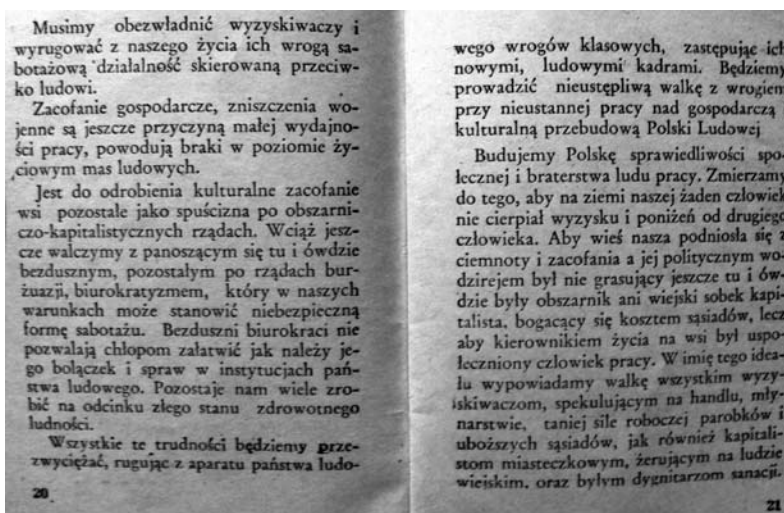 Musimy obezwładnić wyzyskiwaczy i
wyrugować z naszego życia ich wrogą sa-
botażową działalność skierowaną przeciw-
ko ludowi.
Zacofanie gospodarcze, zniszczenia wo-
jenne są jeszcze przyczyną małej wydajno-
ści pracy, powodują braki w poziomie ży-
ciowym mas ludowych.
Jest do odrobienia kulturalne zacofanie
wsi pozostałe jako spuścizna po obszarni-
czo-kapitalistycznych rządach. Wciąż jesz-
cze walczymy z panoszącym się tu i ówdzie
bezdusznym, pozostałym po rządach bur-
żuazji, biurokratyzmem, który w naszych
warunkach może stanowić niebezpieczną
formę sabotażu. Bezduszni biurokraci nie
pozwalają chłopom załatwić jak należy je-
go bolączek i spraw w instytucjach pań-
stwa ludowego. Pozostaje nam wiele zro-
bić na odcinku złego stanu zdrowotnego
ludności.
Wszystkie te trudności będziemy prze-
zwyciężać, rugując z aparatu państwa ludo-
20
wego wrogów klasowych, zastępując ich
nowymi, ludowymi kadrami. Będziemy
prowadzić nieustępliwą walkę z wrogiem
przy nieustannej pracy nad gospodarczą
kulturalną przebudową Polski Ludowej
Budujemy Polskę sprawiedliwości spo-
łecznej i braterstwa ludu pracy. Zmierzamy
do tego, aby na ziemi naszej żaden człowiek
nie cierpiał wyzysku i poniżeń od drugiego
człowieka. Aby wieś nasza podniosła się z
ciemnoty i zacofania a jej politycznym wo-
dzirejem był nie grasujący jeszcze tu i ów-
dzie były obszarnik ani wiejski sobek kapi-
talista, bogacący się kosztem sąsiadów, lecz
aby kierownikiem życia na wsi był uspo-
łeczniony człowiek pracy. W imię tego idea-
łu wypowiadamy walkę wszystkim wyzy-
skiwaczom, spekulującym na handlu, mły-
narstwie, taniej sile roboczej parobków i
uboższych sąsiadów, jak również kapitali-
stom miasteczkowym, żerującym na ludzie
wiejskim, oraz byłym dygnitarzom sanacji.
21